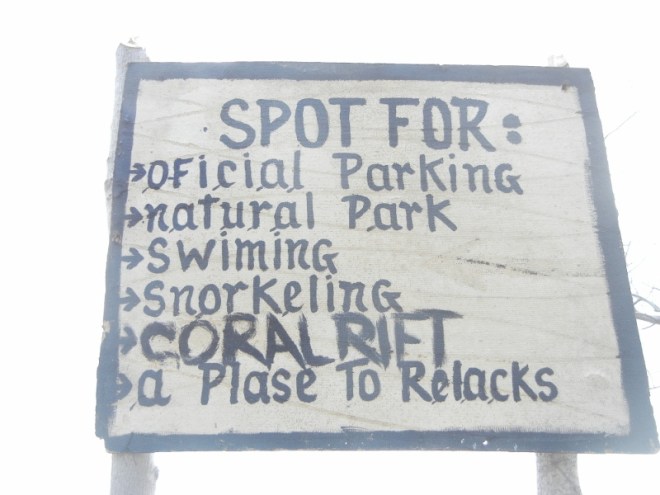 SPOT FOR:
→oFicial Parking
→natural Park
→swiming
→snorkeling
→CORAL RIFT
→a Plase To Relacks